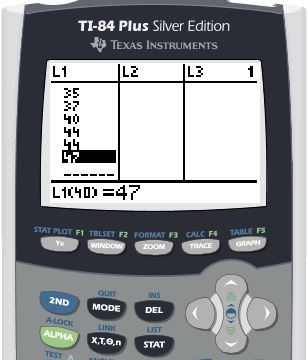 TI-84 Plus Silver Edition
TEXAS INSTRUMENTS
L1 L2 L3 1
35
37
40
44
44
47
------
L1(40) =47
STAT PLOT F1 TBLSET F2 FORMAT F3 CALC F4 TABLE F5
Y= WINDOW ZOOM TRACE GRAPH
QUIT INS
2ND MODE DEL
A-LOCK LINK LIST
ALPHA X,T,Θ,n STAT
TEST A